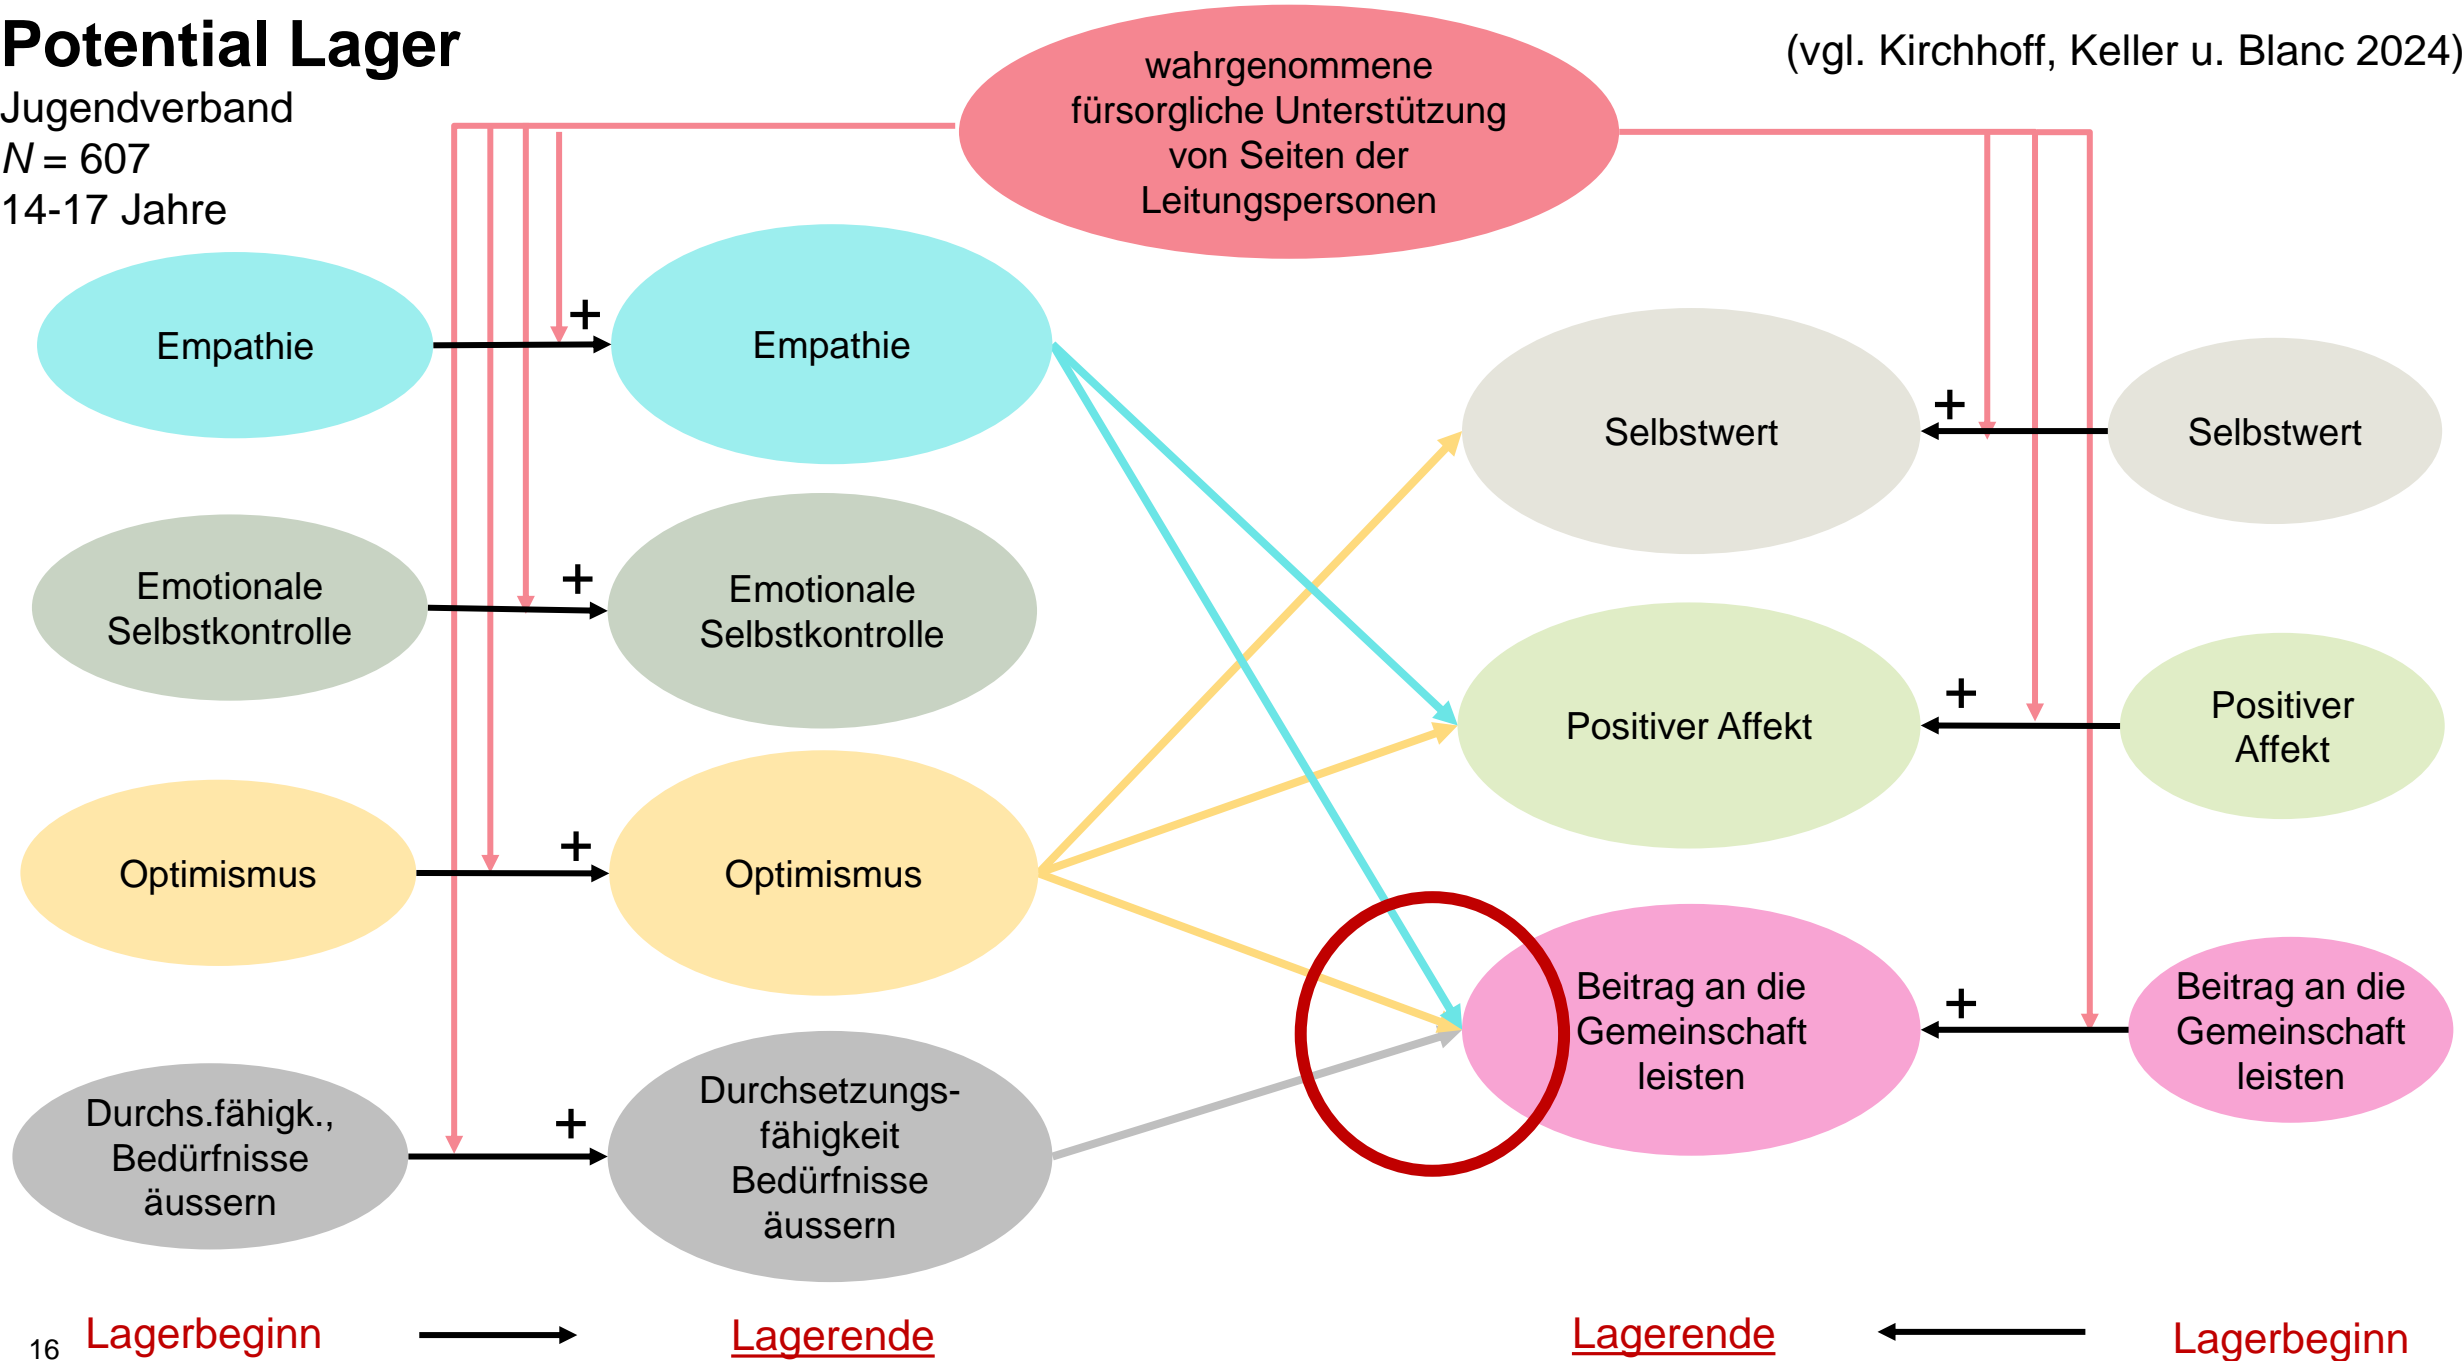 Potential Lager
Jugendverband
N = 607
14-17 Jahre
(vgl. Kirchhoff, Keller u. Blanc 2024)
wahrgenommene
fürsorgliche Unterstützung
von Seiten der
Leitungspersonen
Empathie
+
Empathie
Emotionale
Selbstkontrolle
+
Emotionale
Selbstkontrolle
Optimismus
+
Optimismus
Durchs.fähigk.,
Bedürfnisse
äussern
+
Durchsetzungs-
fähigkeit
Bedürfnisse
äussern
Selbstwert
+
Selbstwert
Positiver Affekt
+
Positiver
Affekt
Beitrag an die
Gemeinschaft
leisten
+
Beitrag an die
Gemeinschaft
leisten
16
Lagerbeginn
Lagerende
Lagerende
Lagerbeginn